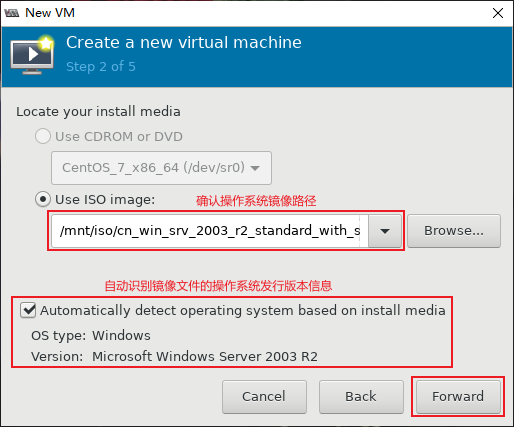 New VM
Create a new virtual machine
Step 2 of 5
Locate your install media
Use CDROM or DVD
CentOS_7_x86_64 (/dev/sr0)
Use ISO image:
确认操作系统镜像路径
/mnt/iso/cn_win_srv_2003_r2_standard_with_s
Browse...
自动识别镜像文件的操作系统发行版本信息
Automatically detect operating system based on install media
OS type: Windows
Version: Microsoft Windows Server 2003 R2
Cancel Back Forward